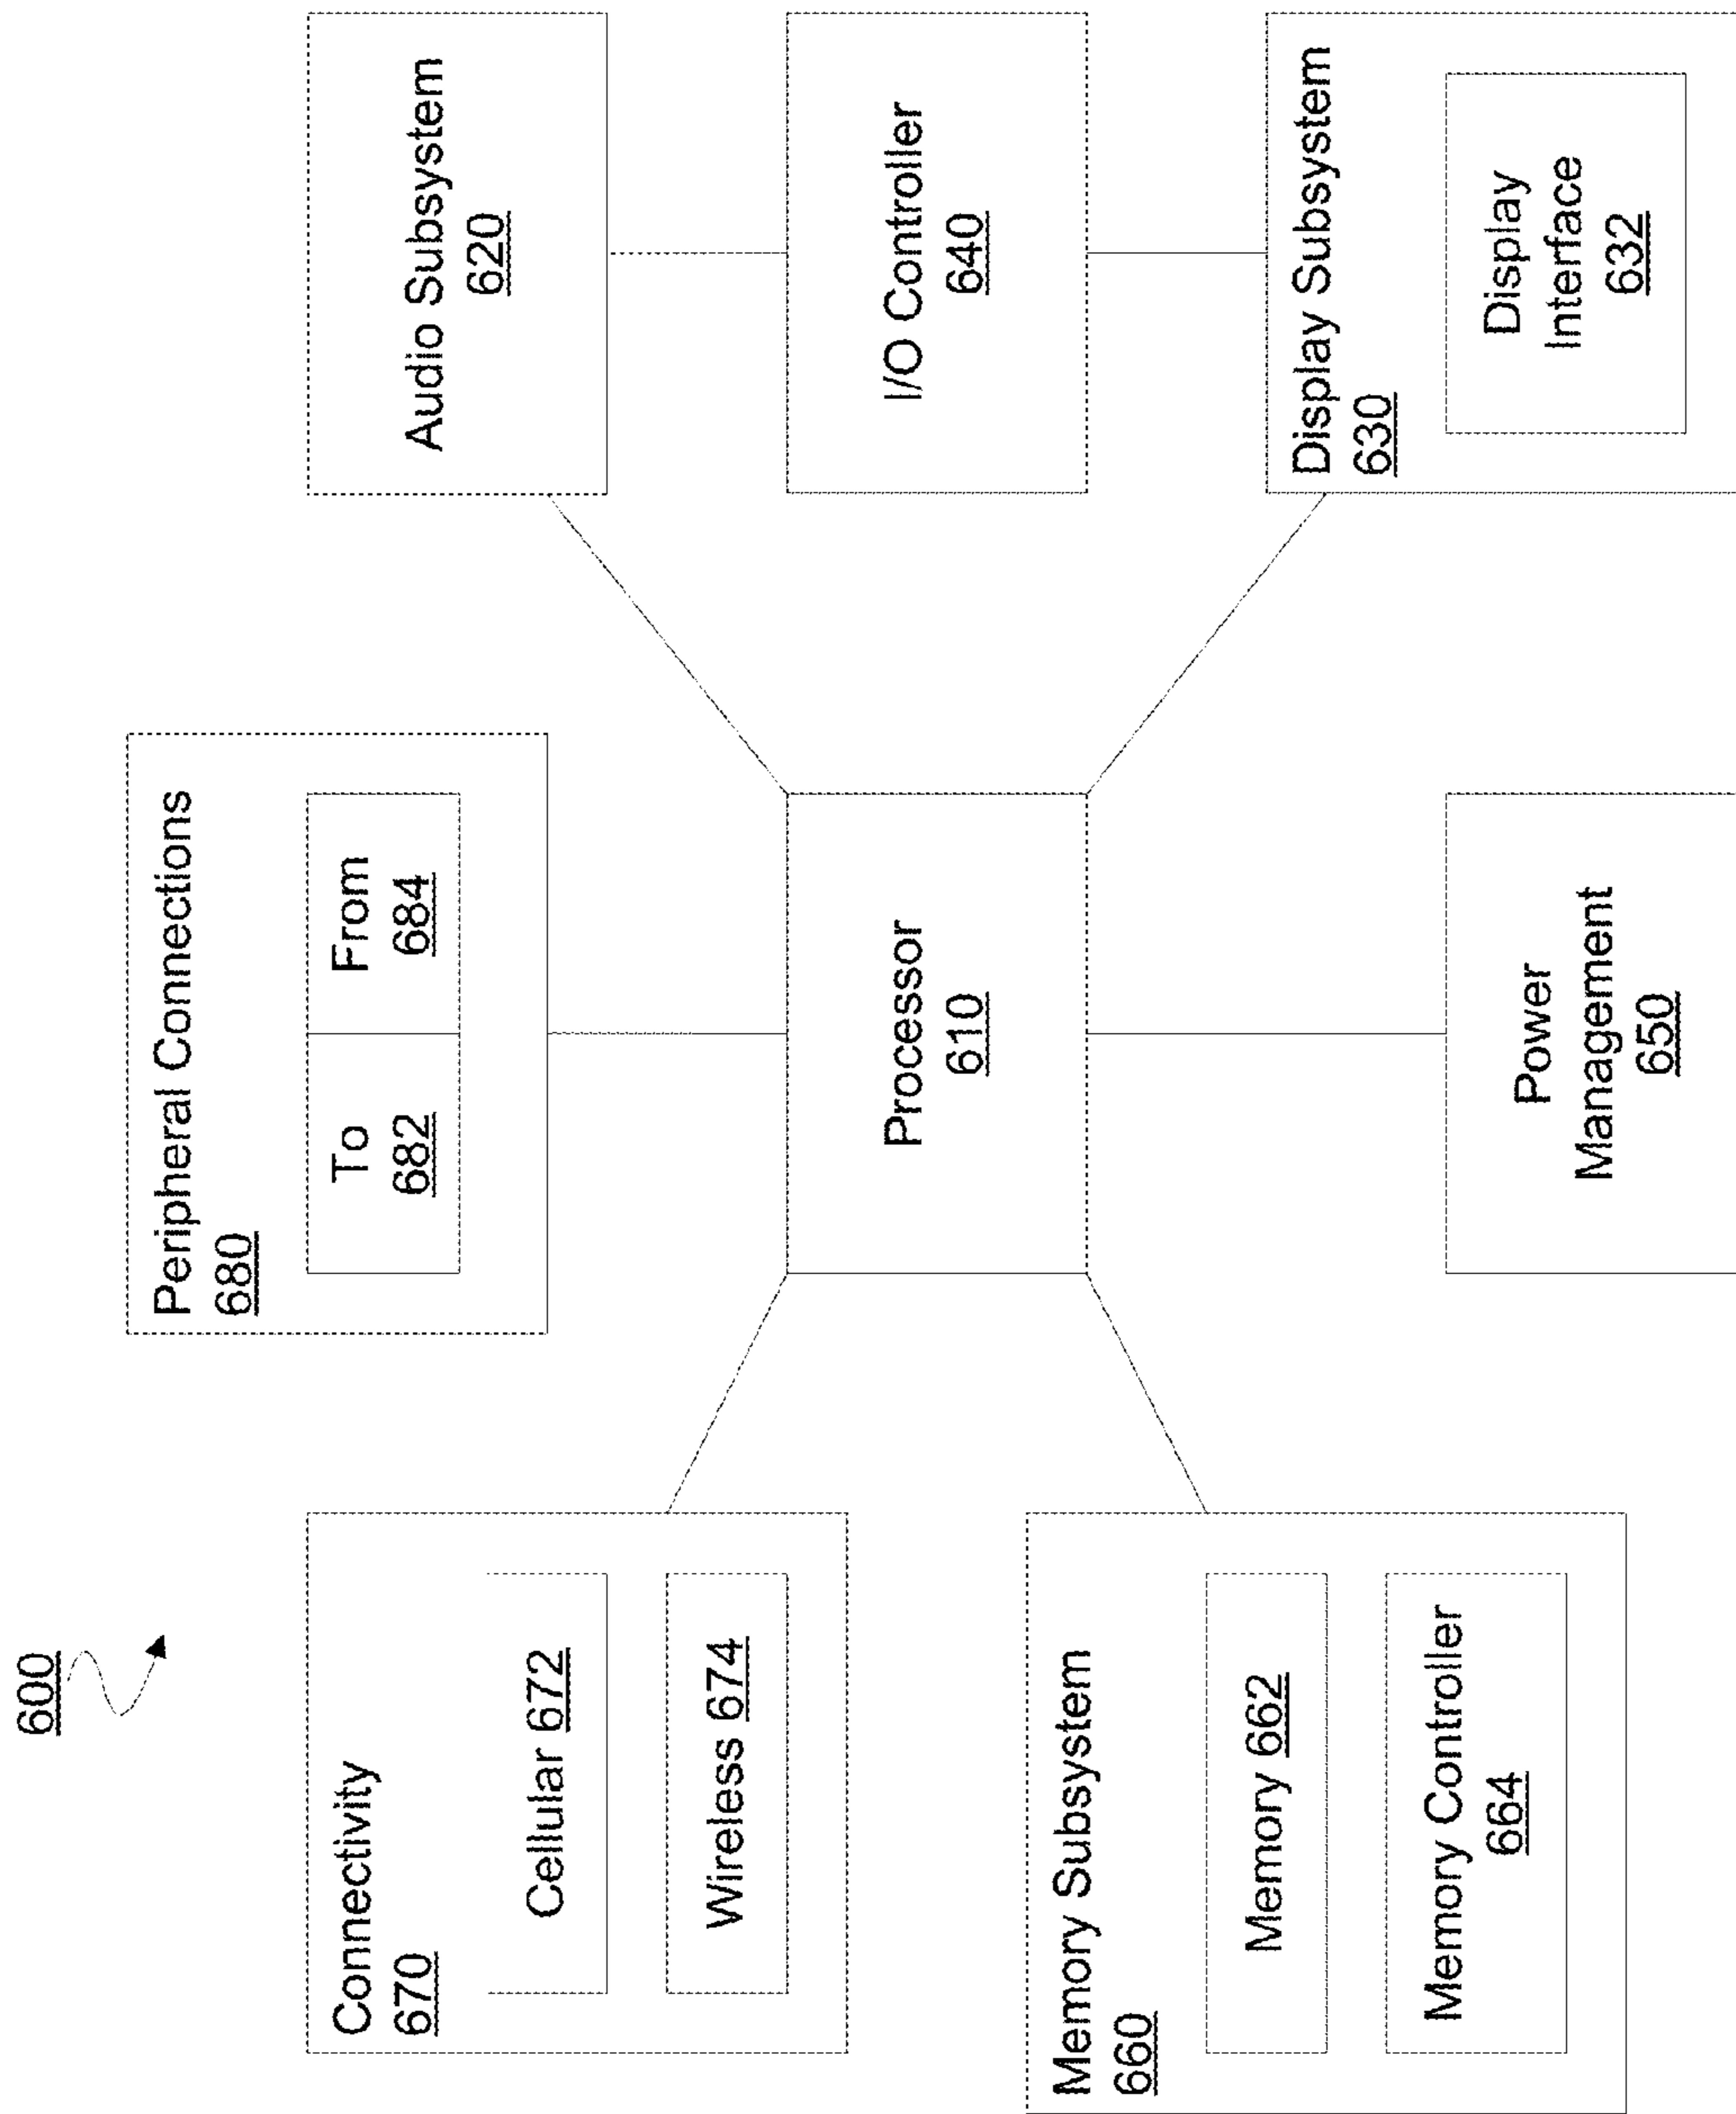 600
Connectivity
670
Cellular 672
Wireless 674
Memory Subsystem
660
Memory 662
Memory Controller
664
Peripheral Connections
680
To
682
From
684
Processor
610
Power
Management
650
Audio Subsystem
620
I/O Controller
640
Display Subsystem
630
Display
Interface
632